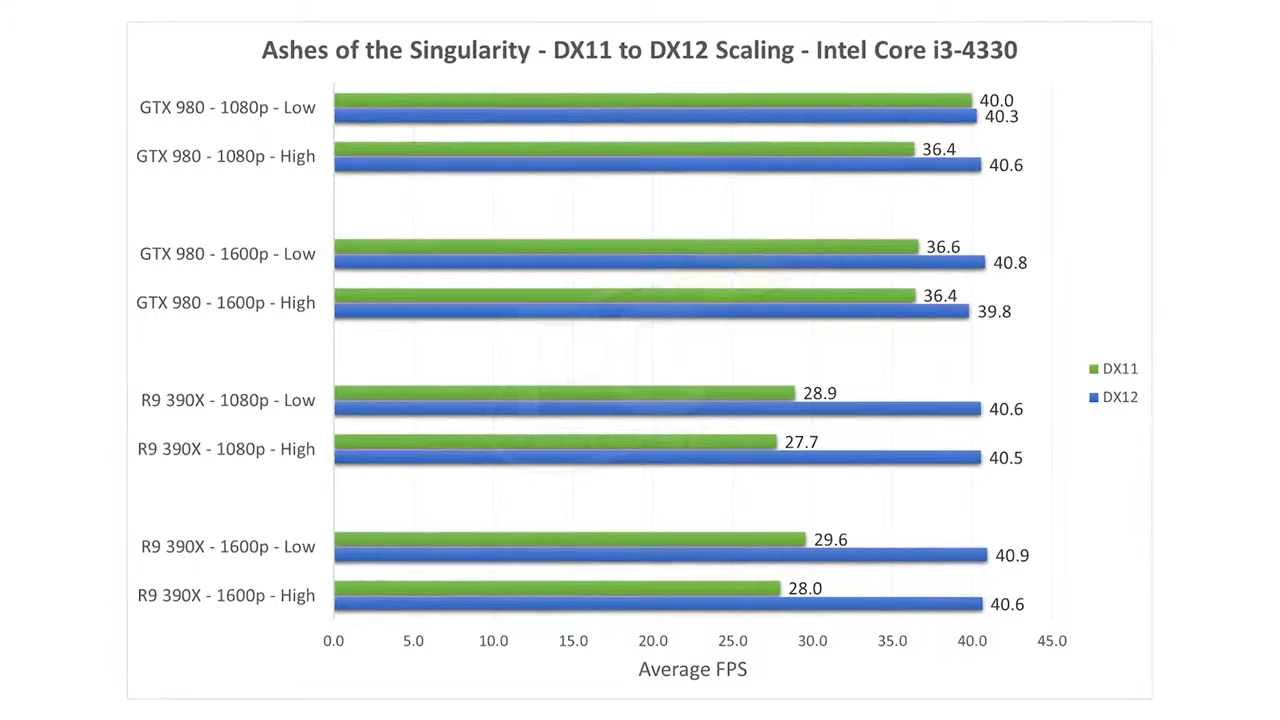 Ashes of the Singularity - DX11 to DX12 Scaling - Intel Core i3-4330
GTX 980 - 1080p - Low
40.0
40.3
GTX 980 - 1080p - High
36.4
40.6
GTX 980 - 1600p - Low
36.6
40.8
GTX 980 - 1600p - High
36.4
39.8
R9 390X - 1080p - Low
28.9
40.6
R9 390X - 1080p - High
27.7
40.5
R9 390X - 1600p - Low
29.6
40.9
R9 390X - 1600p - High
28.0
40.6
DX11
DX12
0.0 5.0 10.0 15.0 20.0 25.0 30.0 35.0 40.0 45.0
Average FPS